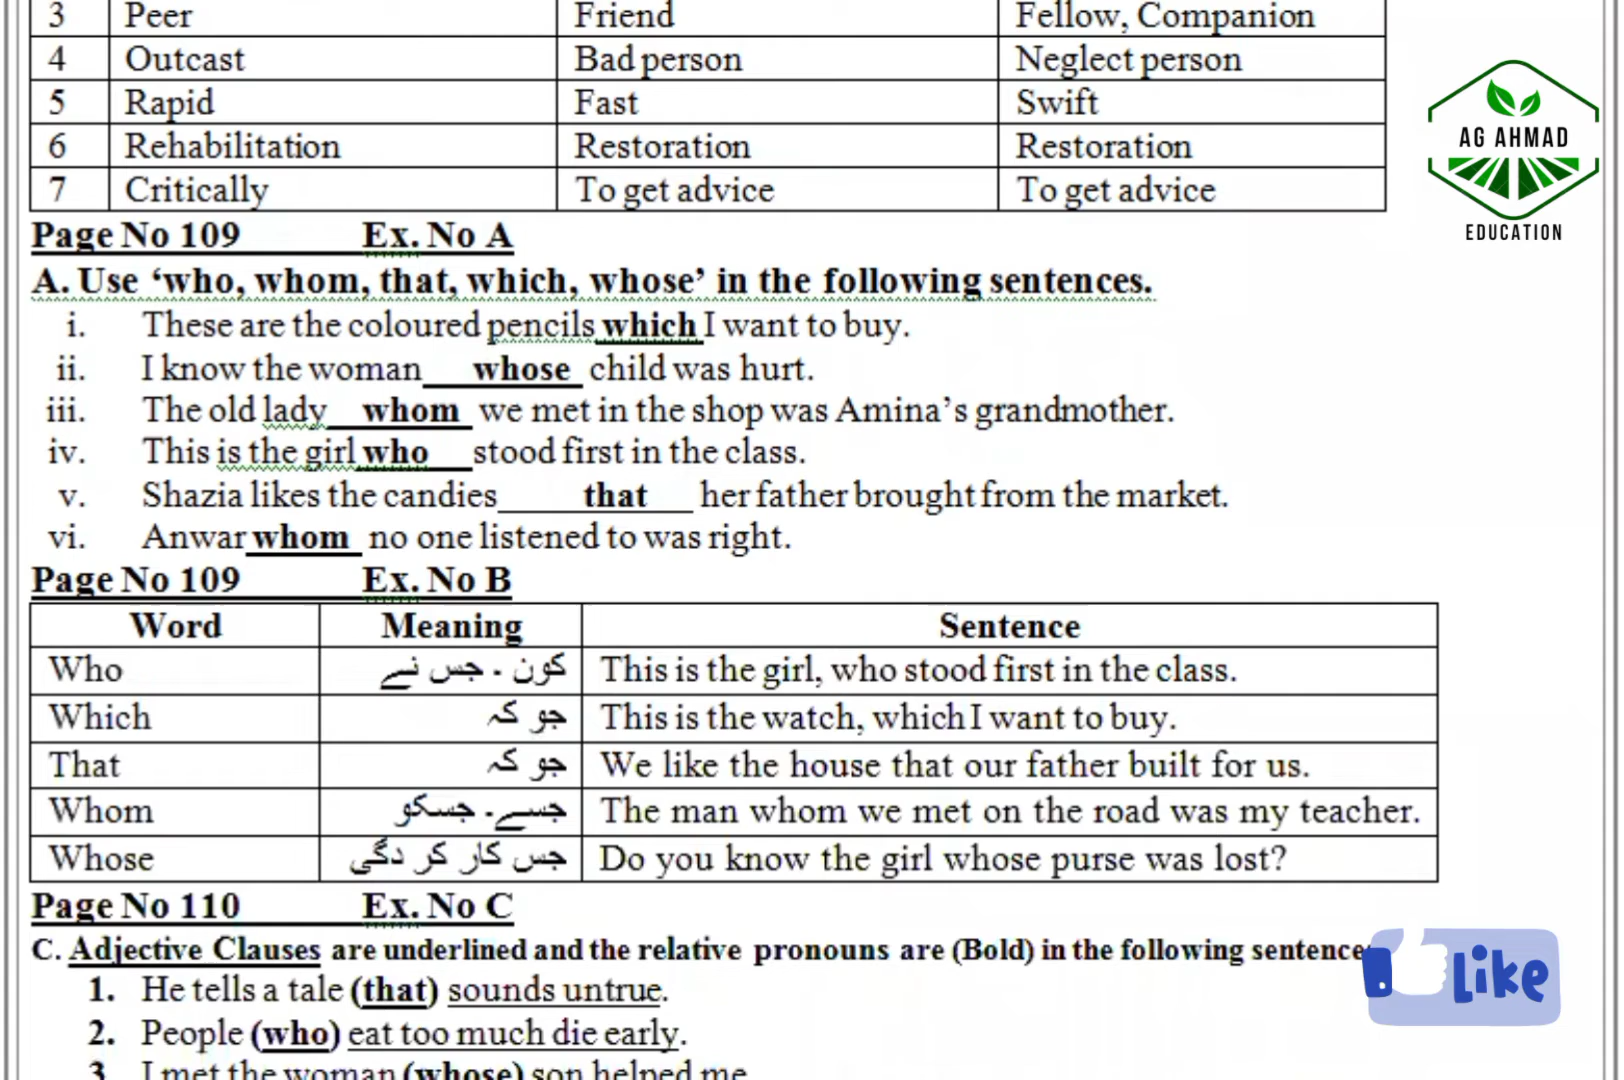 3 Peer Friend Fellow, Companion
4 Outcast Bad person Neglect person
5 Rapid Fast Swift
6 Rehabilitation Restoration Restoration
7 Critically To get advice To get advice
AG AHMAD
EDUCATION
Page No 109 Ex. No A
A. Use ‘who, whom, that, which, whose’ in the following sentences.
i. These are the coloured pencils which I want to buy.
ii. I know the woman whose child was hurt.
iii. The old lady whom we met in the shop was Amina’s grandmother.
iv. This is the girl who stood first in the class.
v. Shazia likes the candies that her father brought from the market.
vi. Anwar whom no one listened to was right.
Page No 109 Ex. No B
Word Meaning Sentence
Who کون ۔ جس نے This is the girl, who stood first in the class.
Which جو کہ This is the watch, which I want to buy.
That جو کہ We like the house that our father built for us.
Whom جسے۔ جسکو The man whom we met on the road was my teacher.
Whose جس کار کر دگی Do you know the girl whose purse was lost?
Page No 110 Ex. No C
C. Adjective Clauses are underlined and the relative pronouns are (Bold) in the following
1. He tells a tale (that) sounds untrue.
Like
2. People (who) eat too much die early.
3. I met the woman (whose) son helped me